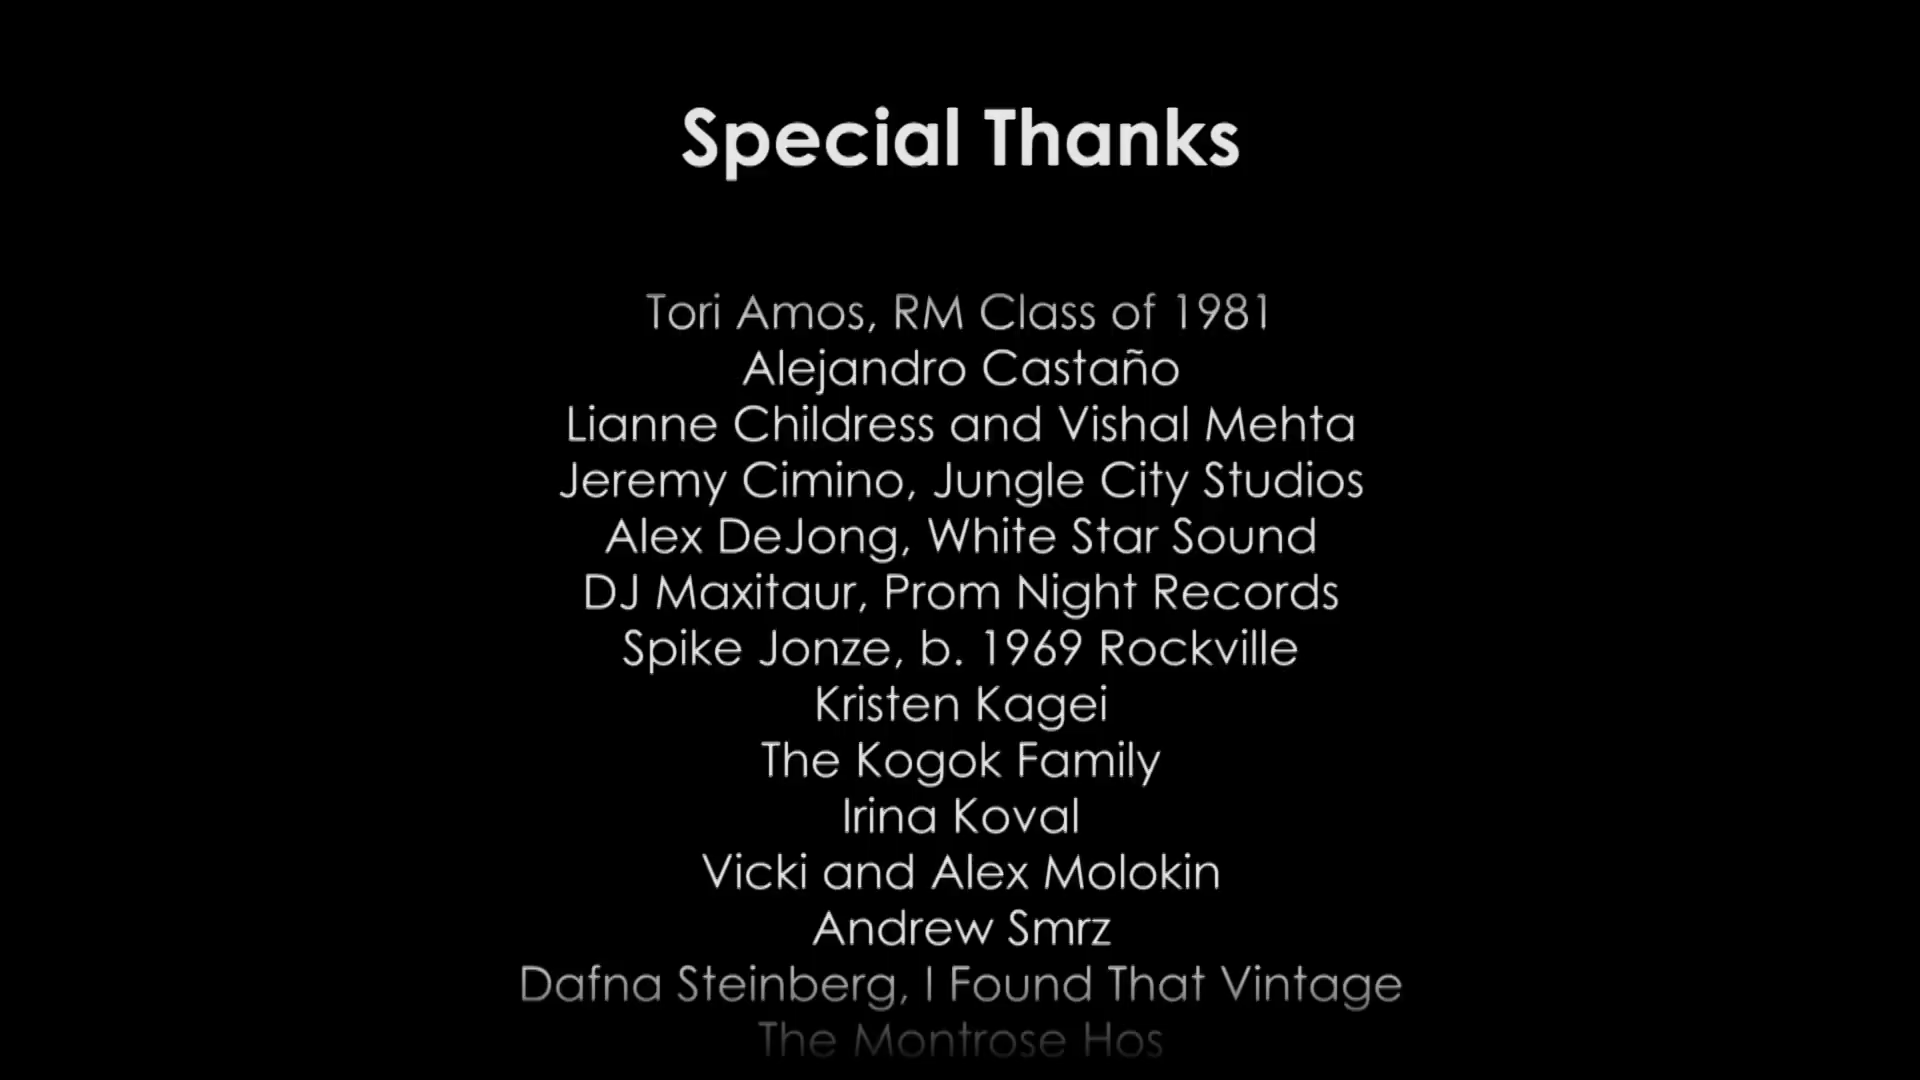 Special Thanks
Tori Amos, RM Class of 1981
Alejandro Castaño
Lianne Childress and Vishal Mehta
Jeremy Cimino, Jungle City Studios
Alex DeJong, White Star Sound
DJ Maxitaur, Prom Night Records
Spike Jonze, b. 1969 Rockville
Kristen Kagei
The Kogok Family
Irina Koval
Vicki and Alex Molokin
Andrew Smrz
Dafna Steinberg, I Found That Vintage
The Montrose Hos